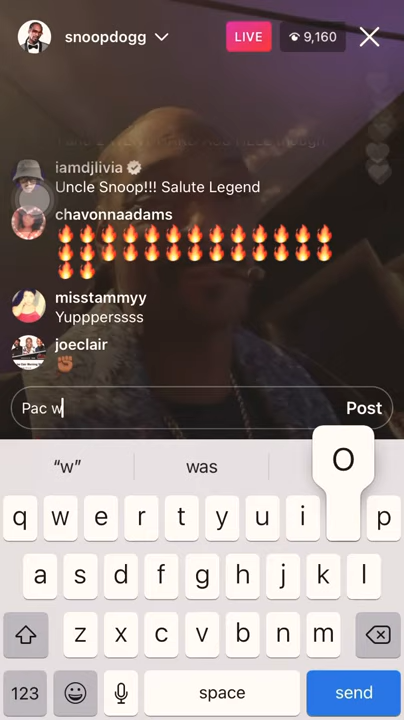 snoopdogg
LIVE
9,160
iamdjlivia
Uncle Snoop!!! Salute Legend
chavonnaadams
🔥🔥🔥🔥🔥🔥🔥🔥🔥🔥🔥🔥🔥
🔥🔥🔥🔥🔥🔥🔥🔥🔥🔥🔥🔥🔥
🔥🔥
misstammyy
Yuppperssss
joeclair
✊🏾
Pac w
Post
“w”
was
O
q w e r t y u i p
a s d f g h j k l
z x c v b n m
123
space
send